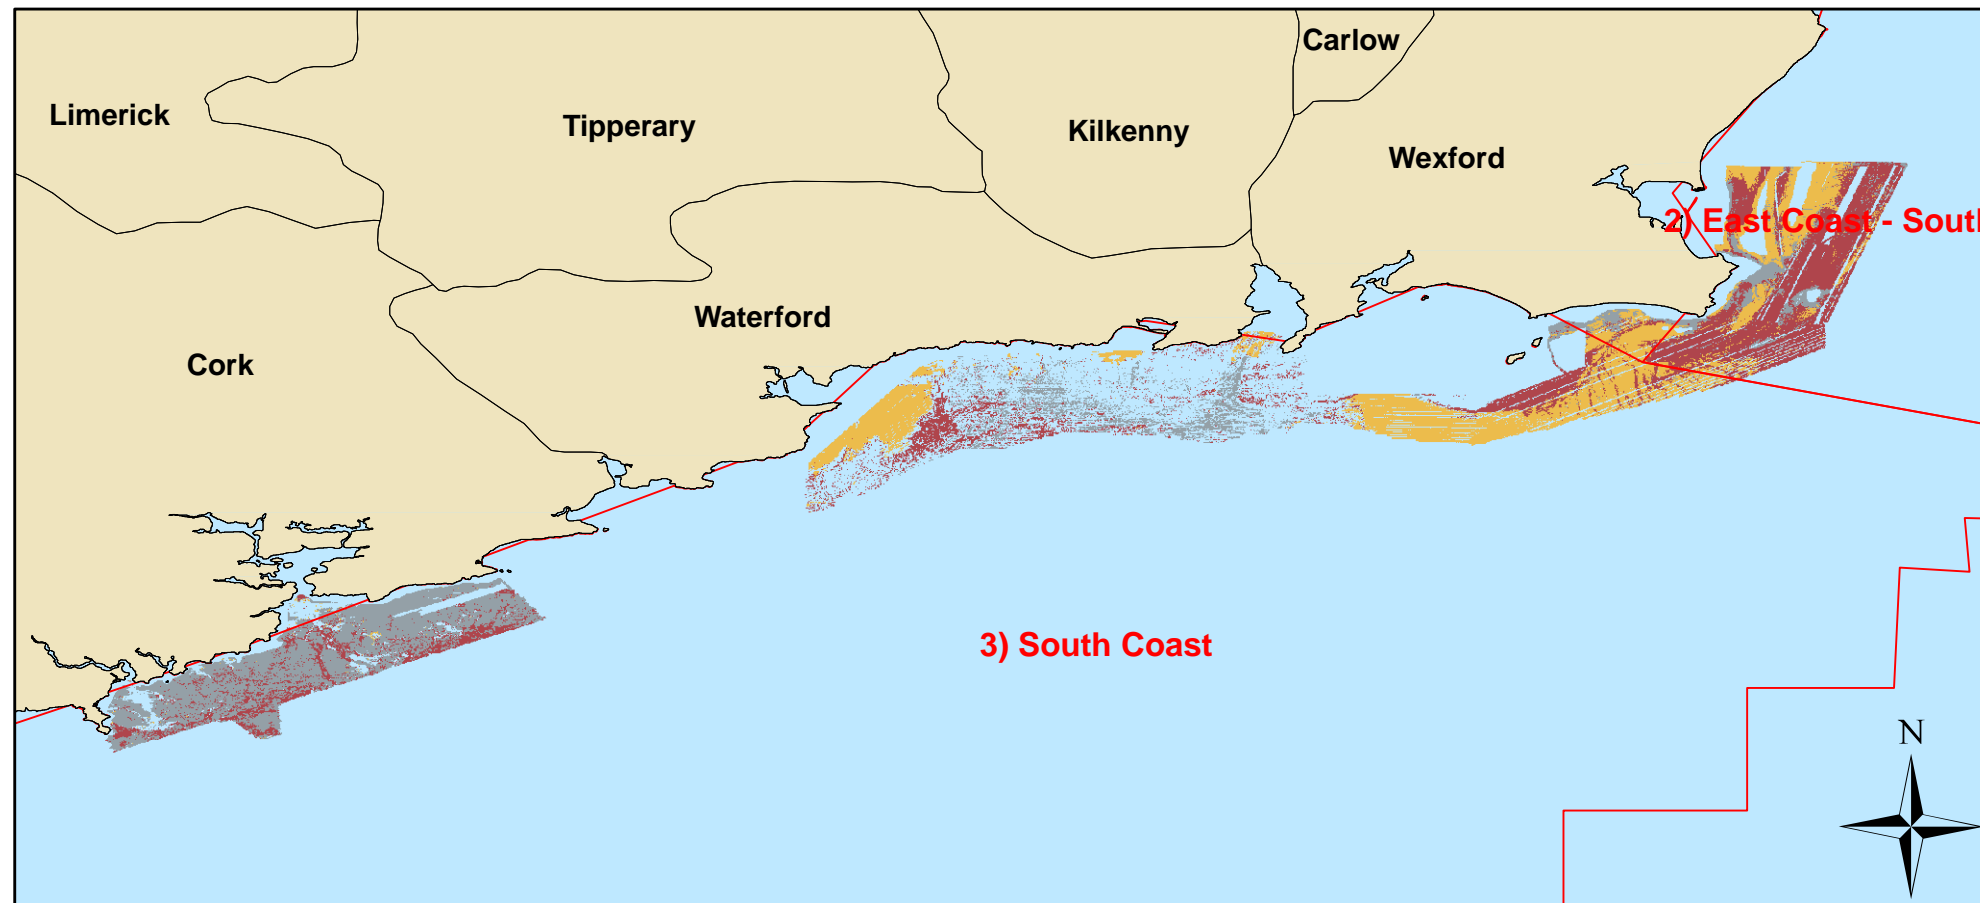 Carlow
Limerick
Tipperary
Kilkenny
Wexford
2) East Coast - South
Waterford
Cork
3) South Coast
N